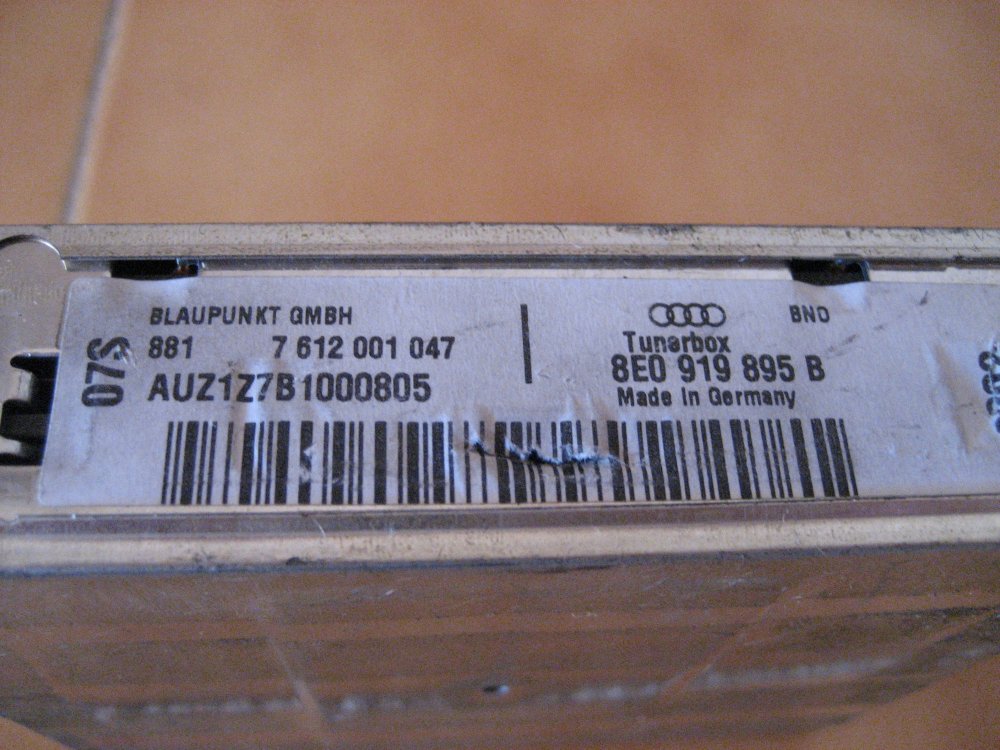 BLAUPUNKT GMBH
881 7 612 001 047
AUZ1Z7B1000805
07S
BND
Tunerbox
8E0 919 895 B
Made in Germany